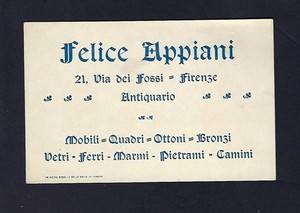 Felice Appiani
21, Via dei Fossi = Firenze
Antiquario
Mobili=Quadri=Ottoni=Bronzi
Vetri - Ferri - Marmi - Pietrami - Camini